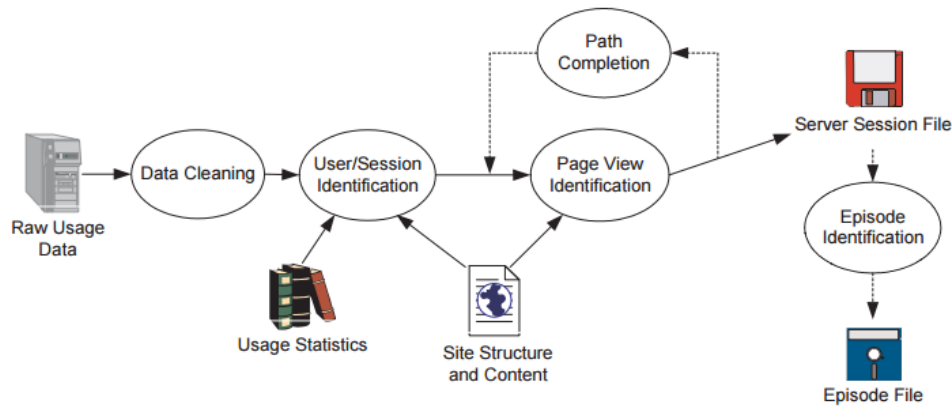 Path
Completion
Server Session File
Data Cleaning
User/Session
Identification
Page View
Identification
Raw Usage
Data
Episode
Identification
Usage Statistics
Site Structure
and Content
Episode File